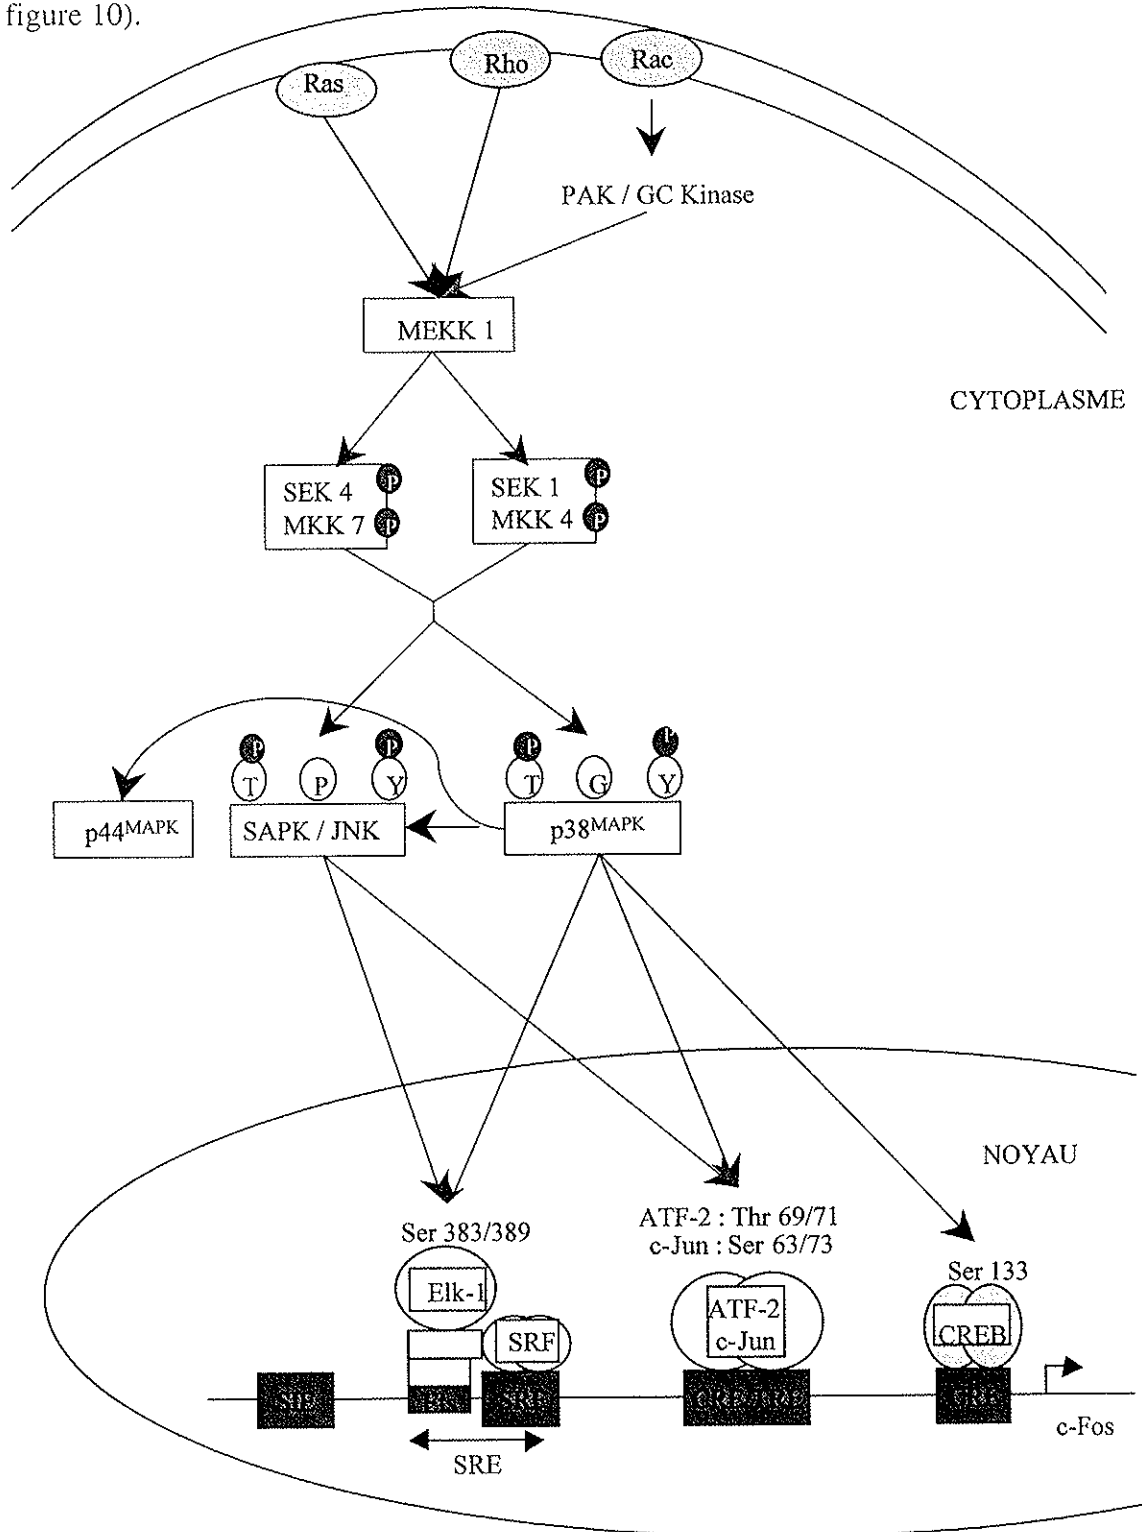 figure 10).
Ras
Rho
Rac
PAK / GC Kinase
MEKK 1
CYTOPLASME
SEK 4
MKK 7
P
P
SEK 1
MKK 4
P
P
P
P
T
P
Y
P
P
T
G
Y
p44MAPK
SAPK / JNK
p38MAPK
NOYAU
Ser 383/389
ATF-2 : Thr 69/71
c-Jun : Ser 63/73
Ser 133
Elk-1
SRF
ATF-2
c-Jun
CREB
SIE
SRE
CRE
c-Fos
SRE